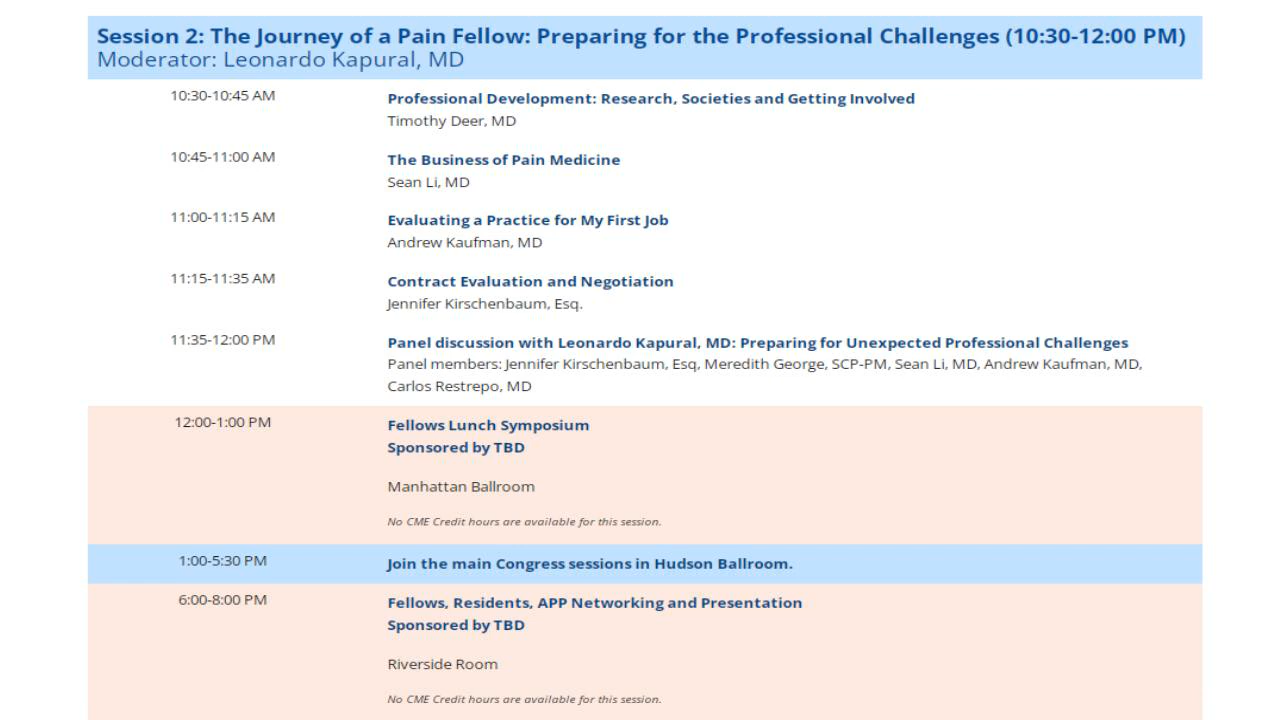 Session 2: The Journey of a Pain Fellow: Preparing for the Professional Challenges (10:30-12:00 PM)
Moderator: Leonardo Kapural, MD
10:30-10:45 AM
Professional Development: Research, Societies and Getting Involved
Timothy Deer, MD
10:45-11:00 AM
The Business of Pain Medicine
Sean Li, MD
11:00-11:15 AM
Evaluating a Practice for My First Job
Andrew Kaufman, MD
11:15-11:35 AM
Contract Evaluation and Negotiation
Jennifer Kirschenbaum, Esq.
11:35-12:00 PM
Panel discussion with Leonardo Kapural, MD: Preparing for Unexpected Professional Challenges
Panel members: Jennifer Kirschenbaum, Esq, Meredith George, SCP-PM, Sean Li, MD, Andrew Kaufman, MD,
Carlos Restrepo, MD
12:00-1:00 PM
Fellows Lunch Symposium
Sponsored by TBD
Manhattan Ballroom
No CME Credit hours are available for this session.
1:00-5:30 PM
Join the main Congress sessions in Hudson Ballroom.
6:00-8:00 PM
Fellows, Residents, APP Networking and Presentation
Sponsored by TBD
Riverside Room
No CME Credit hours are available for this session.